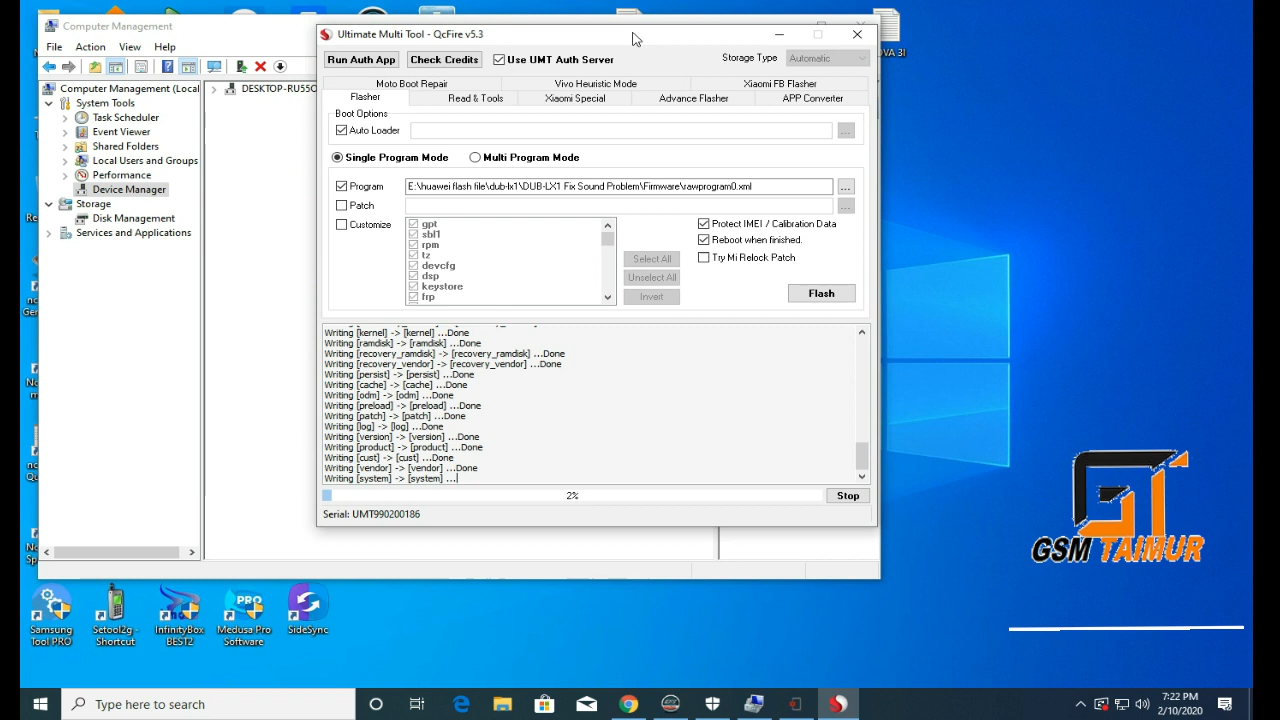 Computer Management
File Action View Help
Computer Management (Local
System Tools
Task Scheduler
Event Viewer
Shared Folders
Local Users and Groups
Performance
Device Manager
Storage
Disk Management
Services and Applications
DESKTOP-RU55O
Ultimate Multi Tool - QcFire v5.3
Run Auth App Check Credits Use UMT Auth Server Storage Type Automatic
Moto Boot Repair Vivo Heuristic Mode Xiaomi FB Flasher
Flasher Read & Tools Xiaomi Special Advance Flasher APP Converter
Boot Options
Auto Loader ...
Single Program Mode Multi Program Mode
Program E:\huawei flash file\dub-lx1\DUB-LX1 Fix Sound Problem\Firmware\rawprogram0.xml ...
Patch ...
Customize
gpt
sbl1
rpm
tz
devcfg
dsp
keystore
frp
Select All
Unselect All
Invert
Protect IMEI / Calibration Data
Reboot when finished.
Try Mi Relock Patch
Flash
Writing [kernel] -> [kernel] ...Done
Writing [ramdisk] -> [ramdisk] ...Done
Writing [recovery_ramdisk] -> [recovery_ramdisk] ...Done
Writing [recovery_vendor] -> [recovery_vendor] ...Done
Writing [persist] -> [persist] ...Done
Writing [cache] -> [cache] ...Done
Writing [odm] -> [odm] ...Done
Writing [preload] -> [preload] ...Done
Writing [patch] -> [patch] ...Done
Writing [log] -> [log] ...Done
Writing [version] -> [version] ...Done
Writing [product] -> [product] ...Done
Writing [cust] -> [cust] ...Done
Writing [vendor] -> [vendor] ...Done
Writing [system] -> [system] ...
2% Stop
Serial: UMT990200186
VA 3I
GSM TAIMUR
Samsung Tool PRO
Setool2g - Shortcut
InfinityBox BEST2
Medusa Pro Software
SideSync
PRO
Type here to search
7:22 PM
2/10/2020